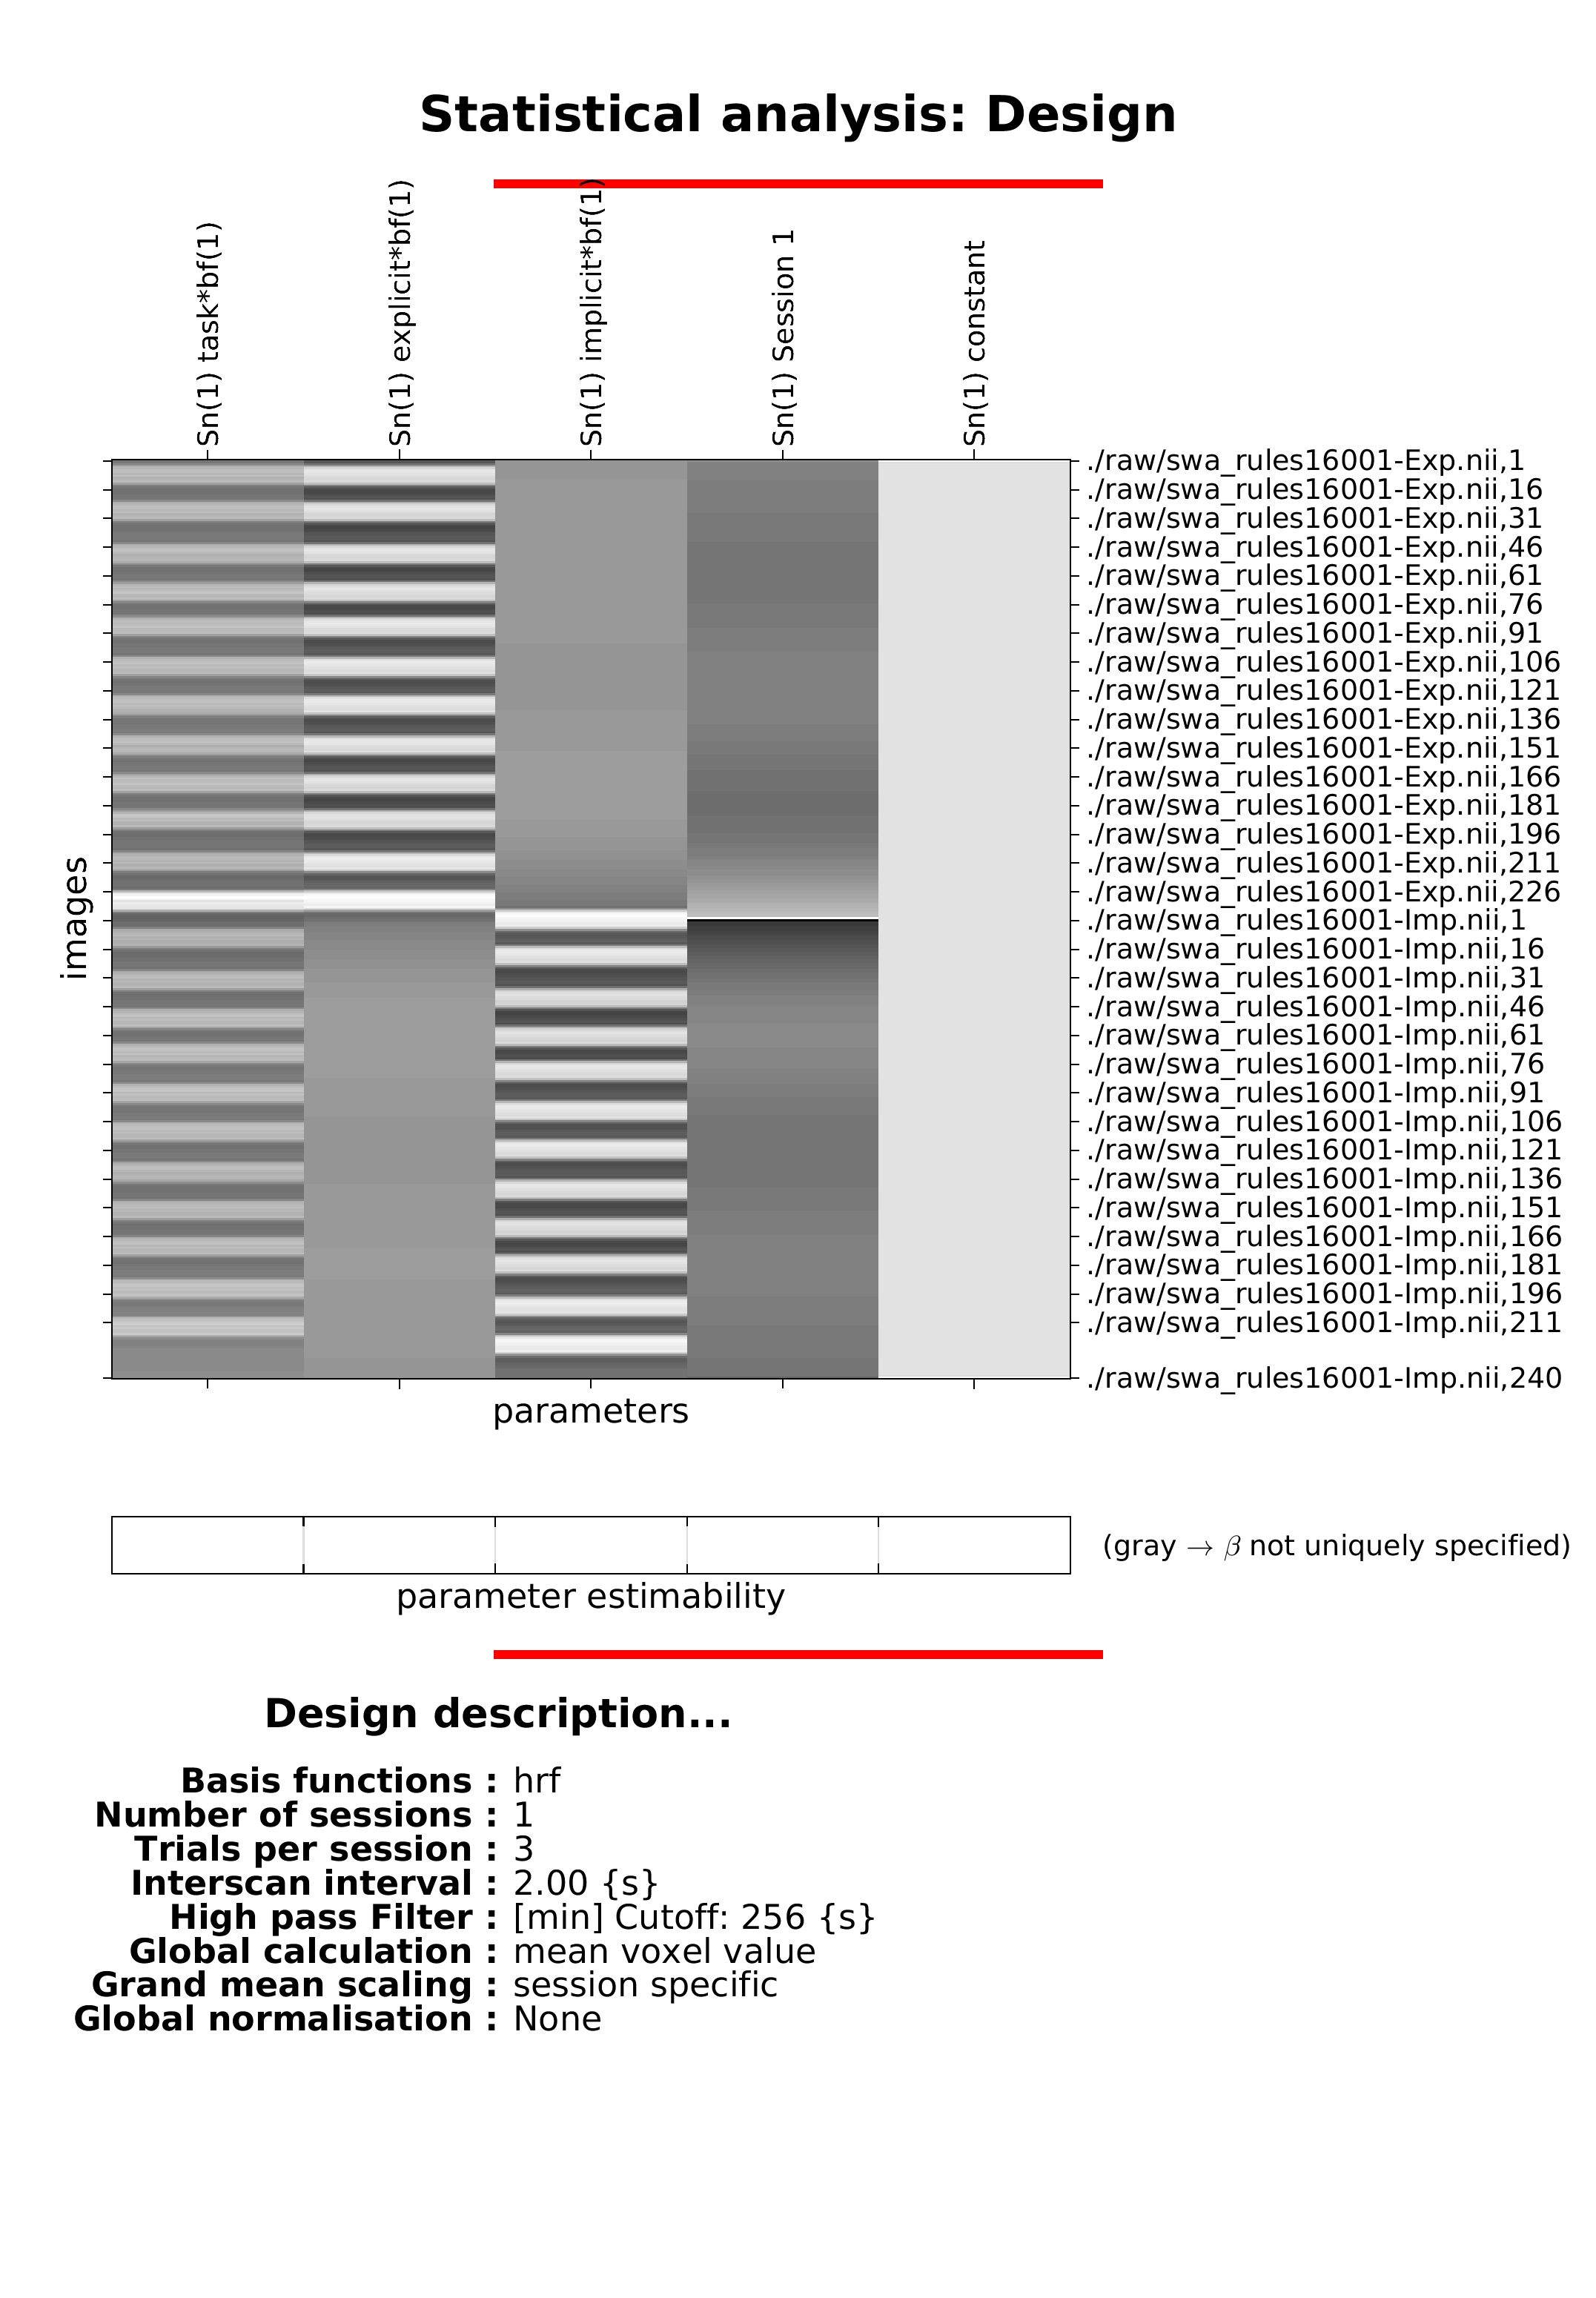 Statistical analysis: Design
Sn(1) task*bf(1)
Sn(1) explicit*bf(1)
Sn(1) implicit*bf(1)
Sn(1) Session 1
Sn(1) constant
images
./raw/swa_rules16001-Exp.nii,1
./raw/swa_rules16001-Exp.nii,16
./raw/swa_rules16001-Exp.nii,31
./raw/swa_rules16001-Exp.nii,46
./raw/swa_rules16001-Exp.nii,61
./raw/swa_rules16001-Exp.nii,76
./raw/swa_rules16001-Exp.nii,91
./raw/swa_rules16001-Exp.nii,106
./raw/swa_rules16001-Exp.nii,121
./raw/swa_rules16001-Exp.nii,136
./raw/swa_rules16001-Exp.nii,151
./raw/swa_rules16001-Exp.nii,166
./raw/swa_rules16001-Exp.nii,181
./raw/swa_rules16001-Exp.nii,196
./raw/swa_rules16001-Exp.nii,211
./raw/swa_rules16001-Exp.nii,226
./raw/swa_rules16001-Imp.nii,1
./raw/swa_rules16001-Imp.nii,16
./raw/swa_rules16001-Imp.nii,31
./raw/swa_rules16001-Imp.nii,46
./raw/swa_rules16001-Imp.nii,61
./raw/swa_rules16001-Imp.nii,76
./raw/swa_rules16001-Imp.nii,91
./raw/swa_rules16001-Imp.nii,106
./raw/swa_rules16001-Imp.nii,121
./raw/swa_rules16001-Imp.nii,136
./raw/swa_rules16001-Imp.nii,151
./raw/swa_rules16001-Imp.nii,166
./raw/swa_rules16001-Imp.nii,181
./raw/swa_rules16001-Imp.nii,196
./raw/swa_rules16001-Imp.nii,211
./raw/swa_rules16001-Imp.nii,240
parameters
(gray → β not uniquely specified)
parameter estimability
Design description...
Basis functions : hrf
Number of sessions : 1
Trials per session : 3
Interscan interval : 2.00 {s}
High pass Filter : [min] Cutoff: 256 {s}
Global calculation : mean voxel value
Grand mean scaling : session specific
Global normalisation : None